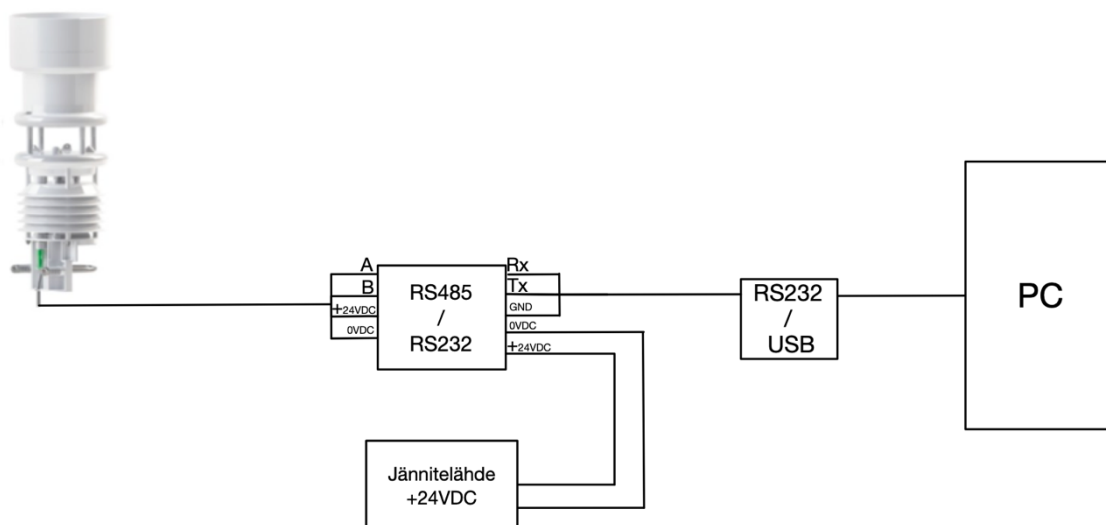 A
B
+24VDC
0VDC
RS485
/
RS232
Rx
Tx
GND
0VDC
+24VDC
RS232
/
USB
PC
Jännitelähde
+24VDC